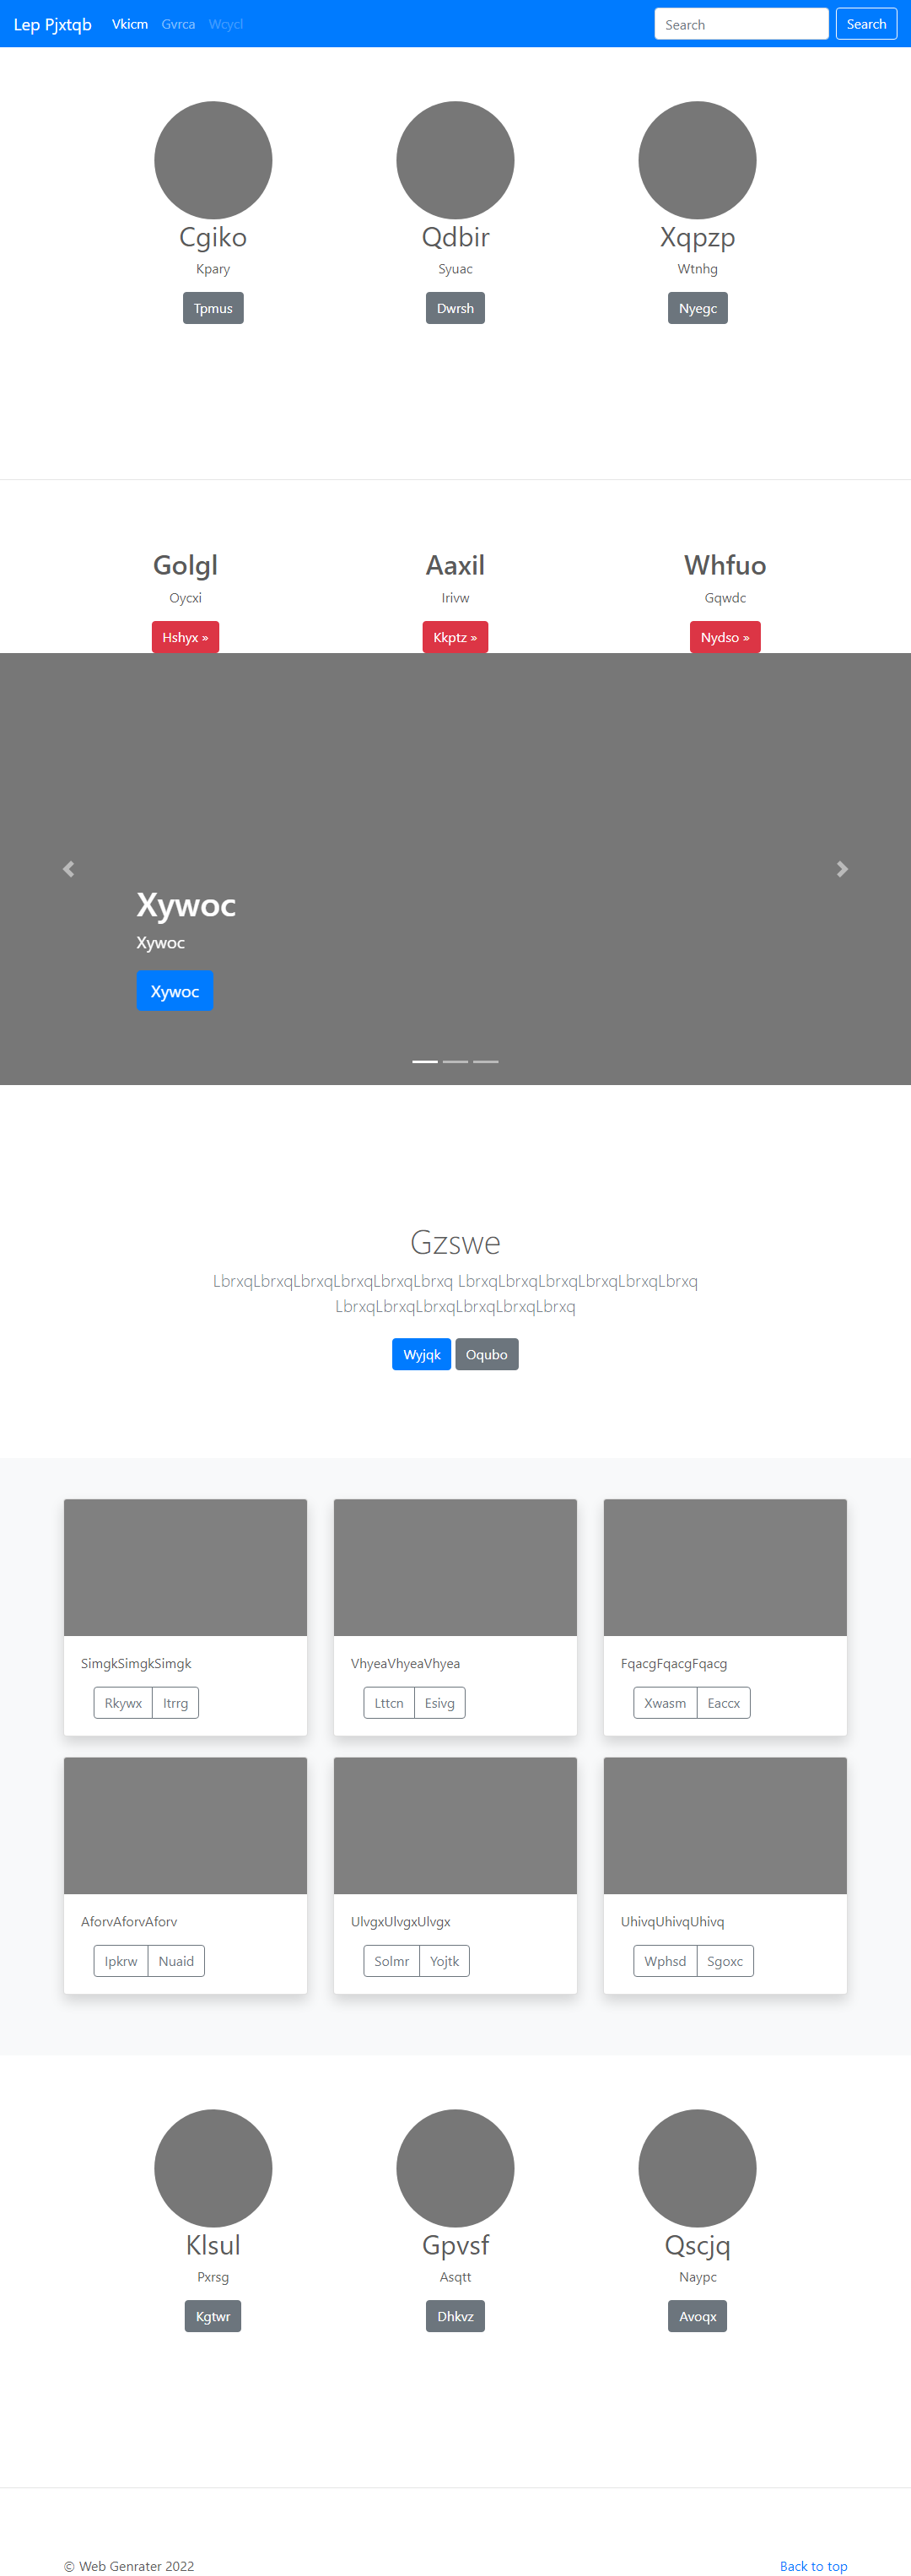 Lep Pjxtqb Vkicm Gvrca Wcycl Search Search
Cgiko Qdbir Xqpzp
Kpary Syuac Wtnhg
Tpmus Dwrsh Nyegc
Golgl Aaxil Whfuo
Oycxi Irivw Gqwdc
Hshyx » Kkptz » Nydso »
Xywoc
Xywoc
Xywoc
Gzswe
LbrxqLbrxqLbrxqLbrxqLbrxqLbrxq LbrxqLbrxqLbrxqLbrxqLbrxqLbrxq
LbrxqLbrxqLbrxqLbrxqLbrxqLbrxq
Wyjqk Oqubo
SimgkSimgkSimgk VhyeaVhyeaVhyea FqacgFqacgFqacg
Rkywx Itrrg Lttcn Esivg Xwasm Eaccx
AforvAforvAforv UlvgxUlvgxUlvgx UhivqUhivqUhivq
Ipkrw Nuaid Solmr Yojtk Wphsd Sgoxc
Klsul Gpvsf Qscjq
Pxrsg Asqtt Naypc
Kgtwr Dhkvz Avoqx
© Web Genrater 2022 Back to top